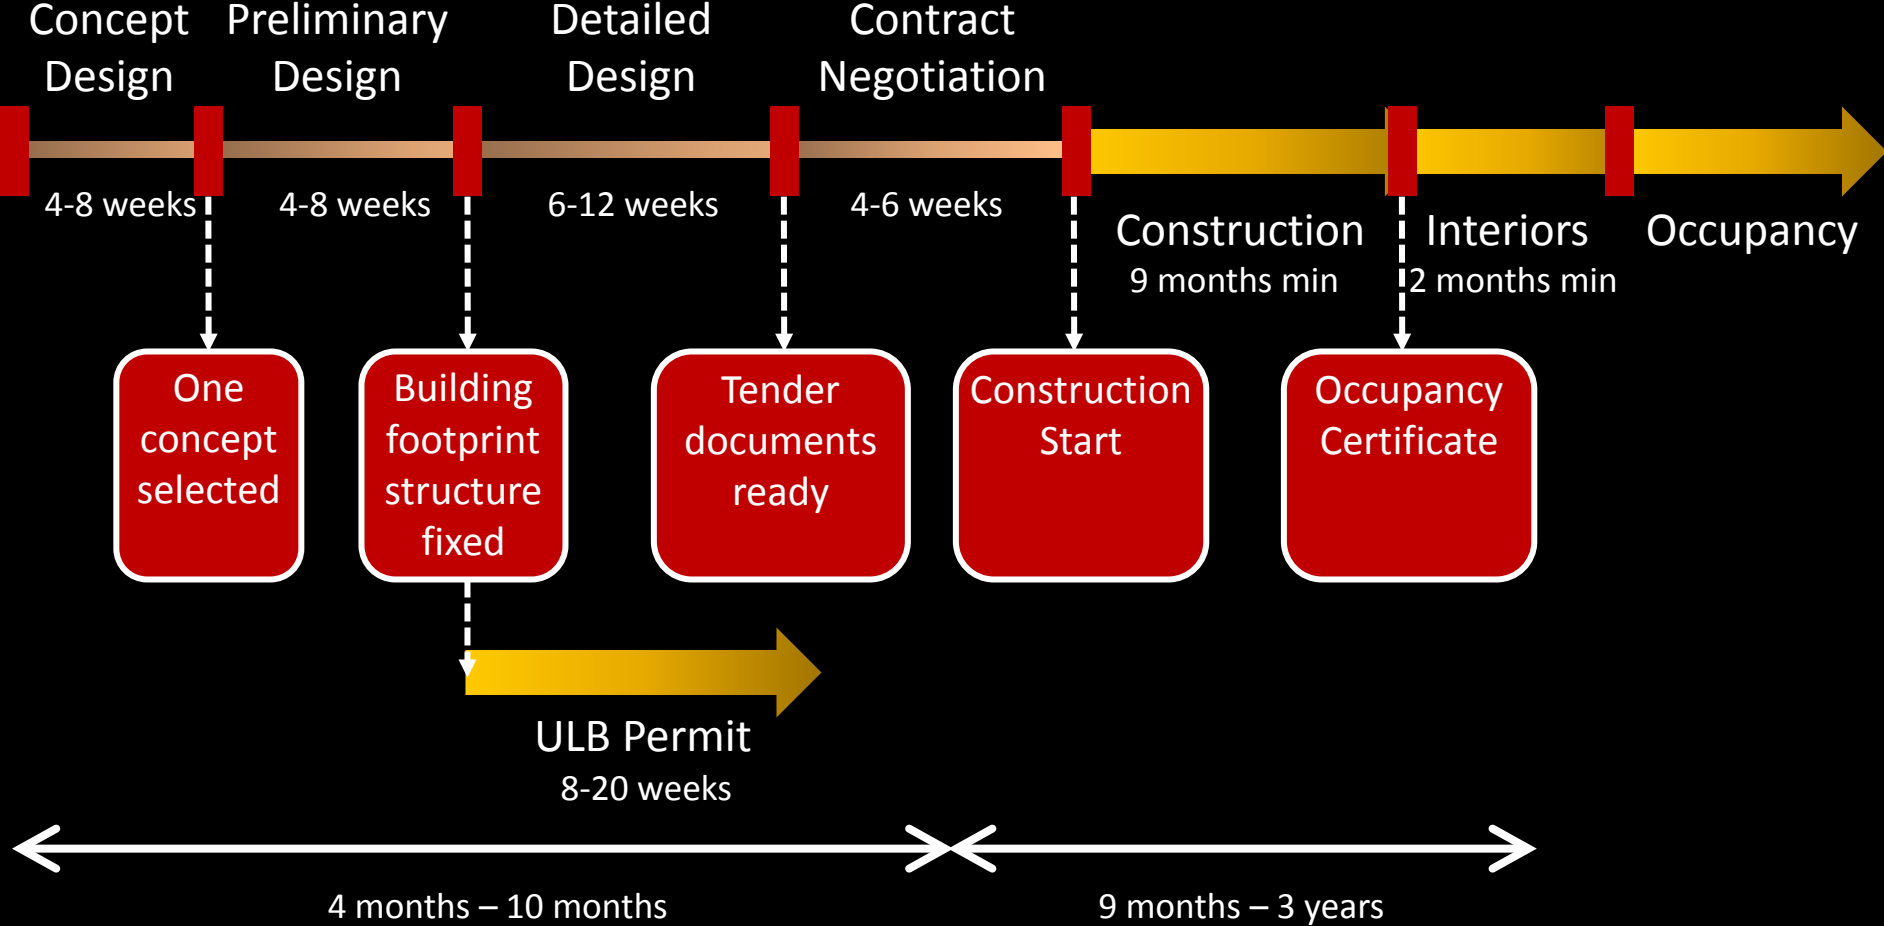 Concept
Design
Preliminary
Design
Detailed
Design
Contract
Negotiation
4-8 weeks
4-8 weeks
6-12 weeks
4-6 weeks
Construction
9 months min
Interiors
2 months min
Occupancy
One
concept
selected
Building
footprint
structure
fixed
Tender
documents
ready
Construction
Start
Occupancy
Certificate
ULB Permit
8-20 weeks
4 months – 10 months
9 months – 3 years